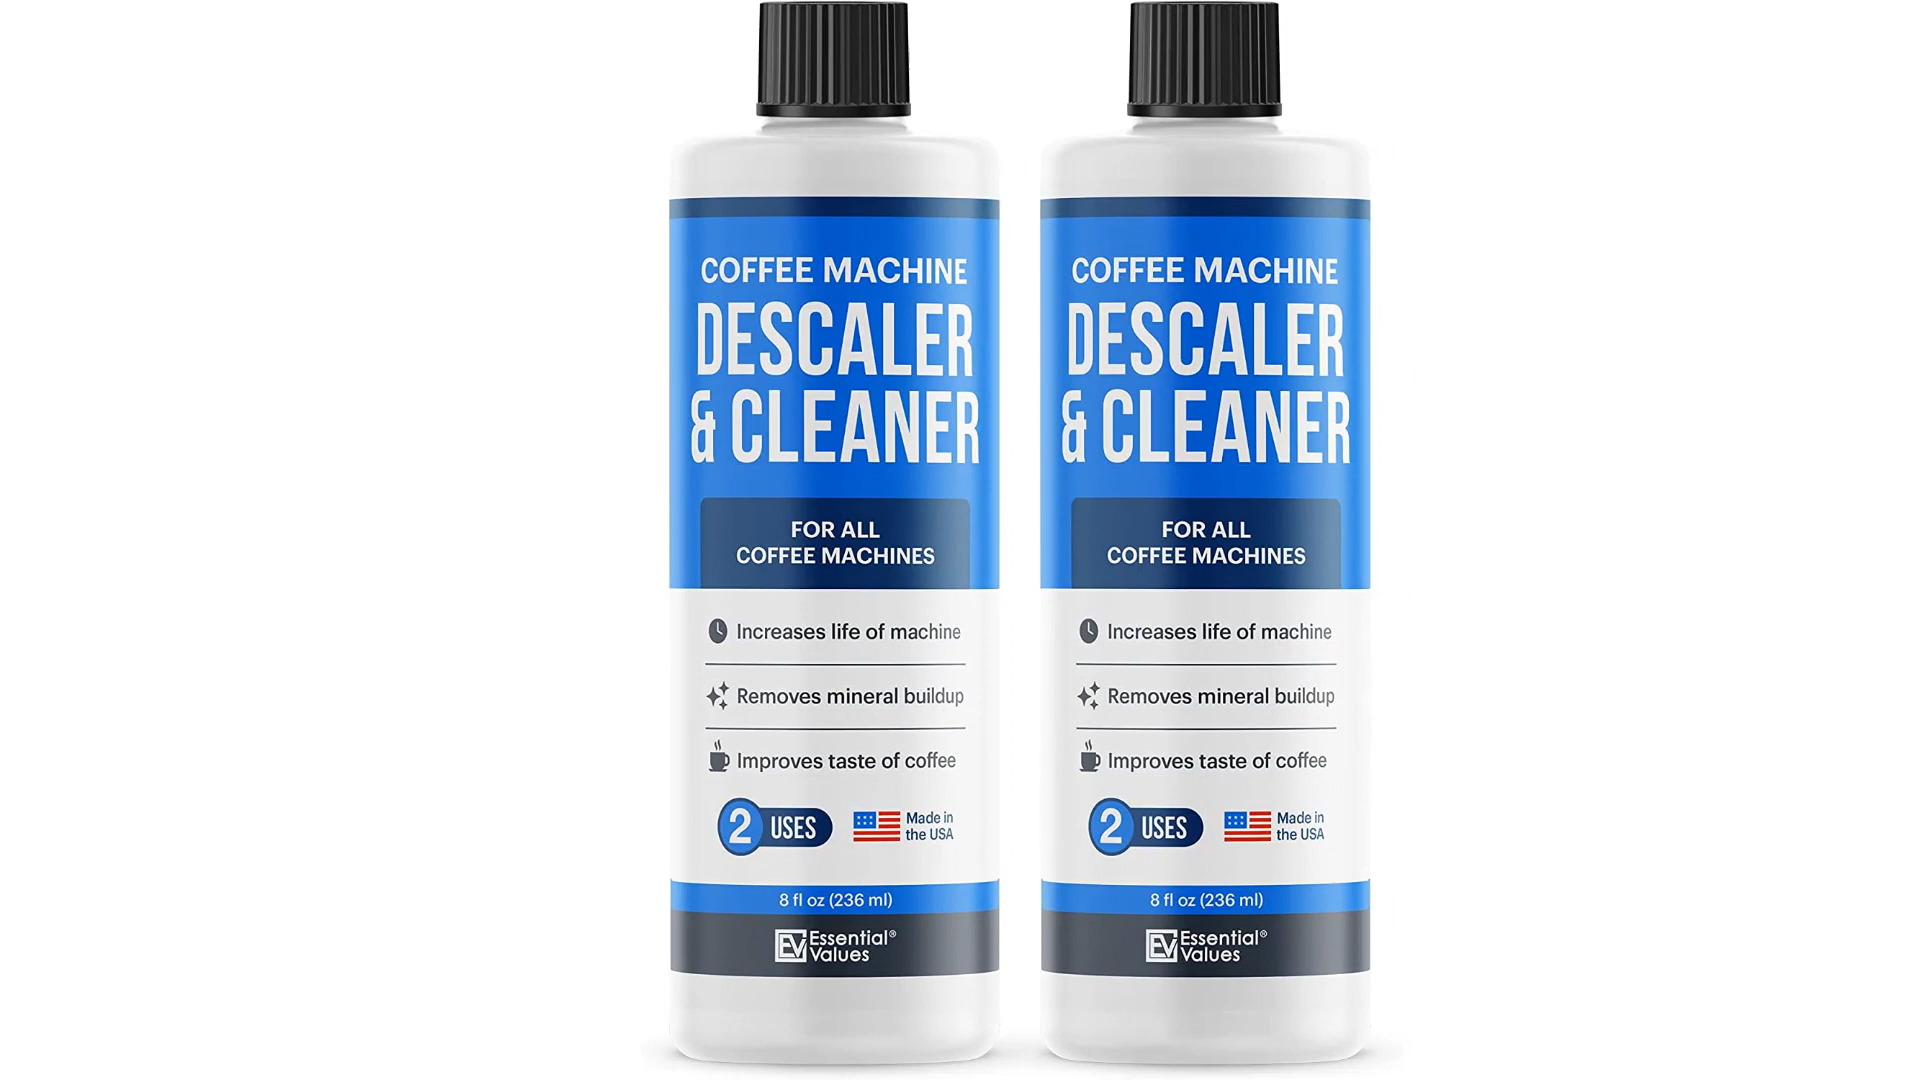 COFFEE MACHINE
DESCALER
& CLEANER
FOR ALL
COFFEE MACHINES
Increases life of machine
Removes mineral buildup
Improves taste of coffee
2 USES
Made in
the USA
8 fl oz (236 ml)
EV Essential®
Values
COFFEE MACHINE
DESCALER
& CLEANER
FOR ALL
COFFEE MACHINES
Increases life of machine
Removes mineral buildup
Improves taste of coffee
2 USES
Made in
the USA
8 fl oz (236 ml)
EV Essential®
Values